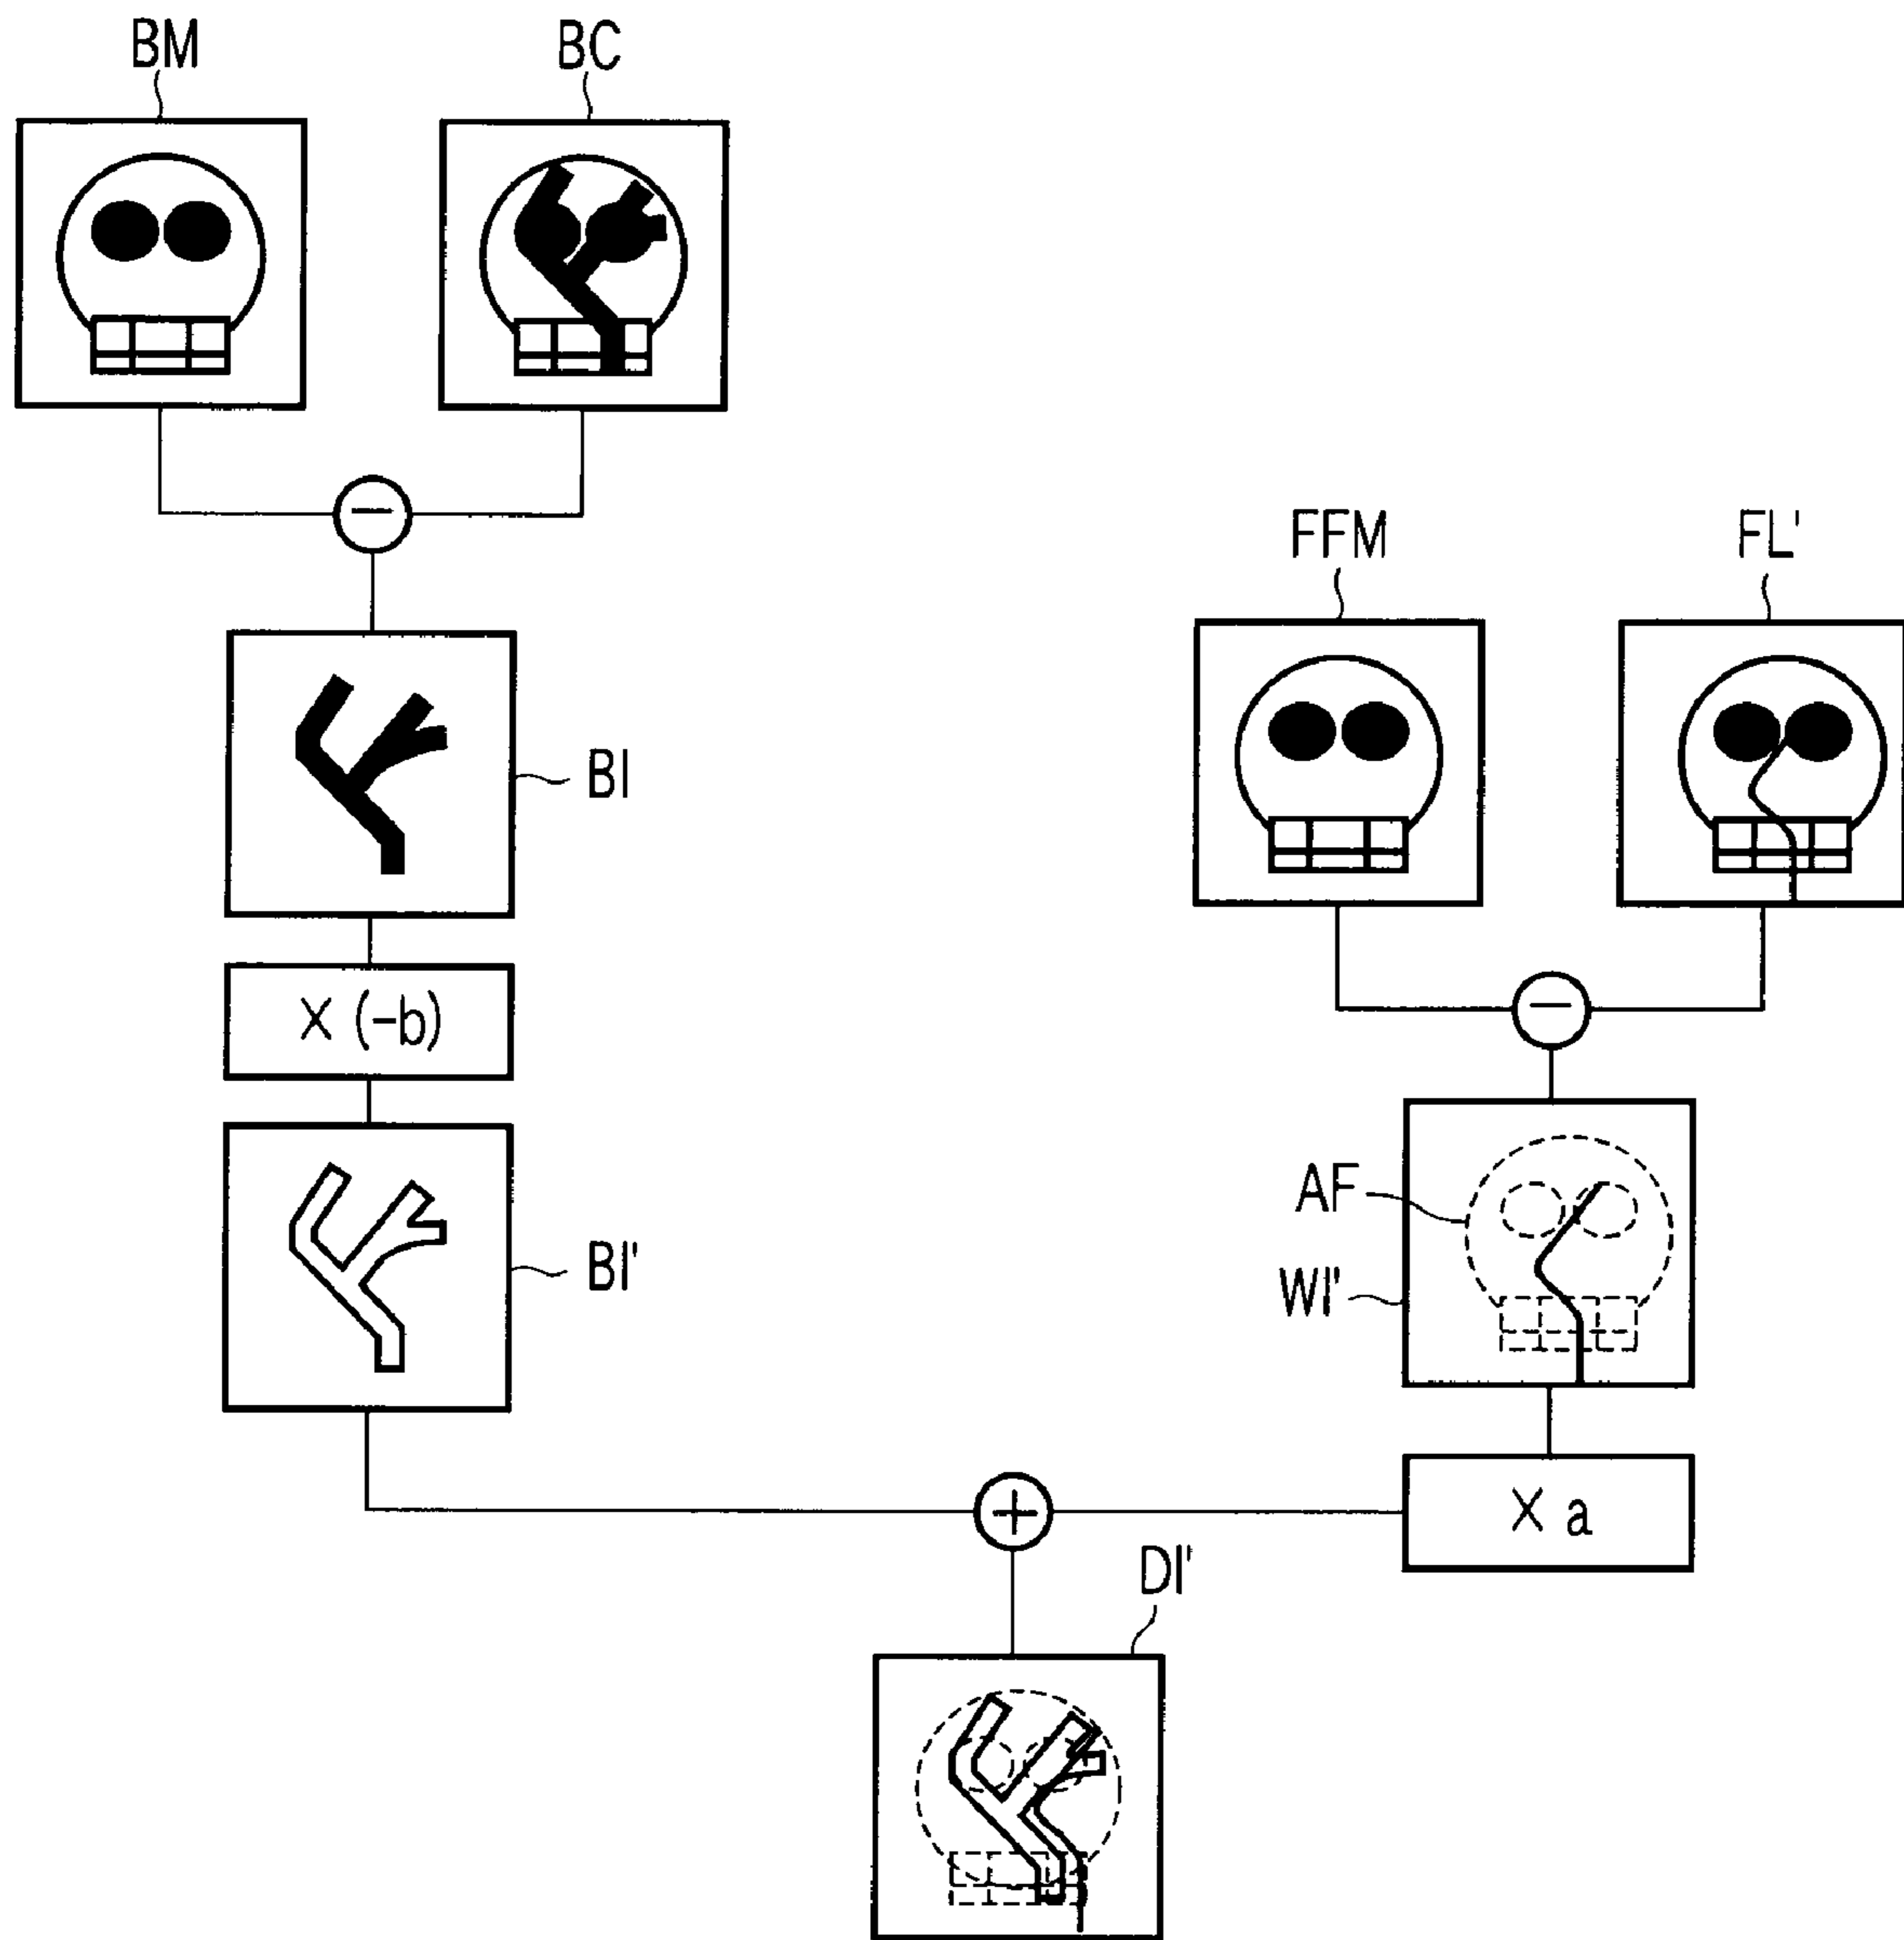 BM
BC
FFM
FL'
BI
X (-b)
AF
WI'
BI'
X a
DI'